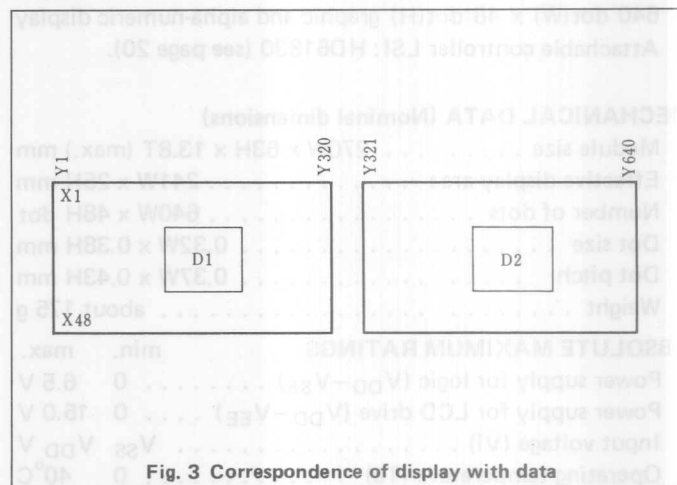 640 dot(W) x 48 dot(H) graphic and alpha-numeric display
Attachable controller LSI: HD61830 (see page 20).
MECHANICAL DATA (Nominal dimensions)
Module size 270W x 63H x 13.8T (max.) mm
Effective display area 241W x 25H mm
Number of dots 640W x 48H dot
Dot size 0.32W x 0.38H mm
Dot pitch 0.37W x 0.43H mm
Weight about 175 g
ABSOLUTE MAXIMUM RATINGS min. max.
Power supply for logic (VDD–VSS) 0 6.5 V
Power supply for LCD drive (VDD–VEE) 0 15.0 V
Input voltage (Vi) VSS VDD V
Operating 0 40°C
Y1 Y320 Y321 Y640
X1
D1 D2
X48
Fig. 3 Correspondence of display with data